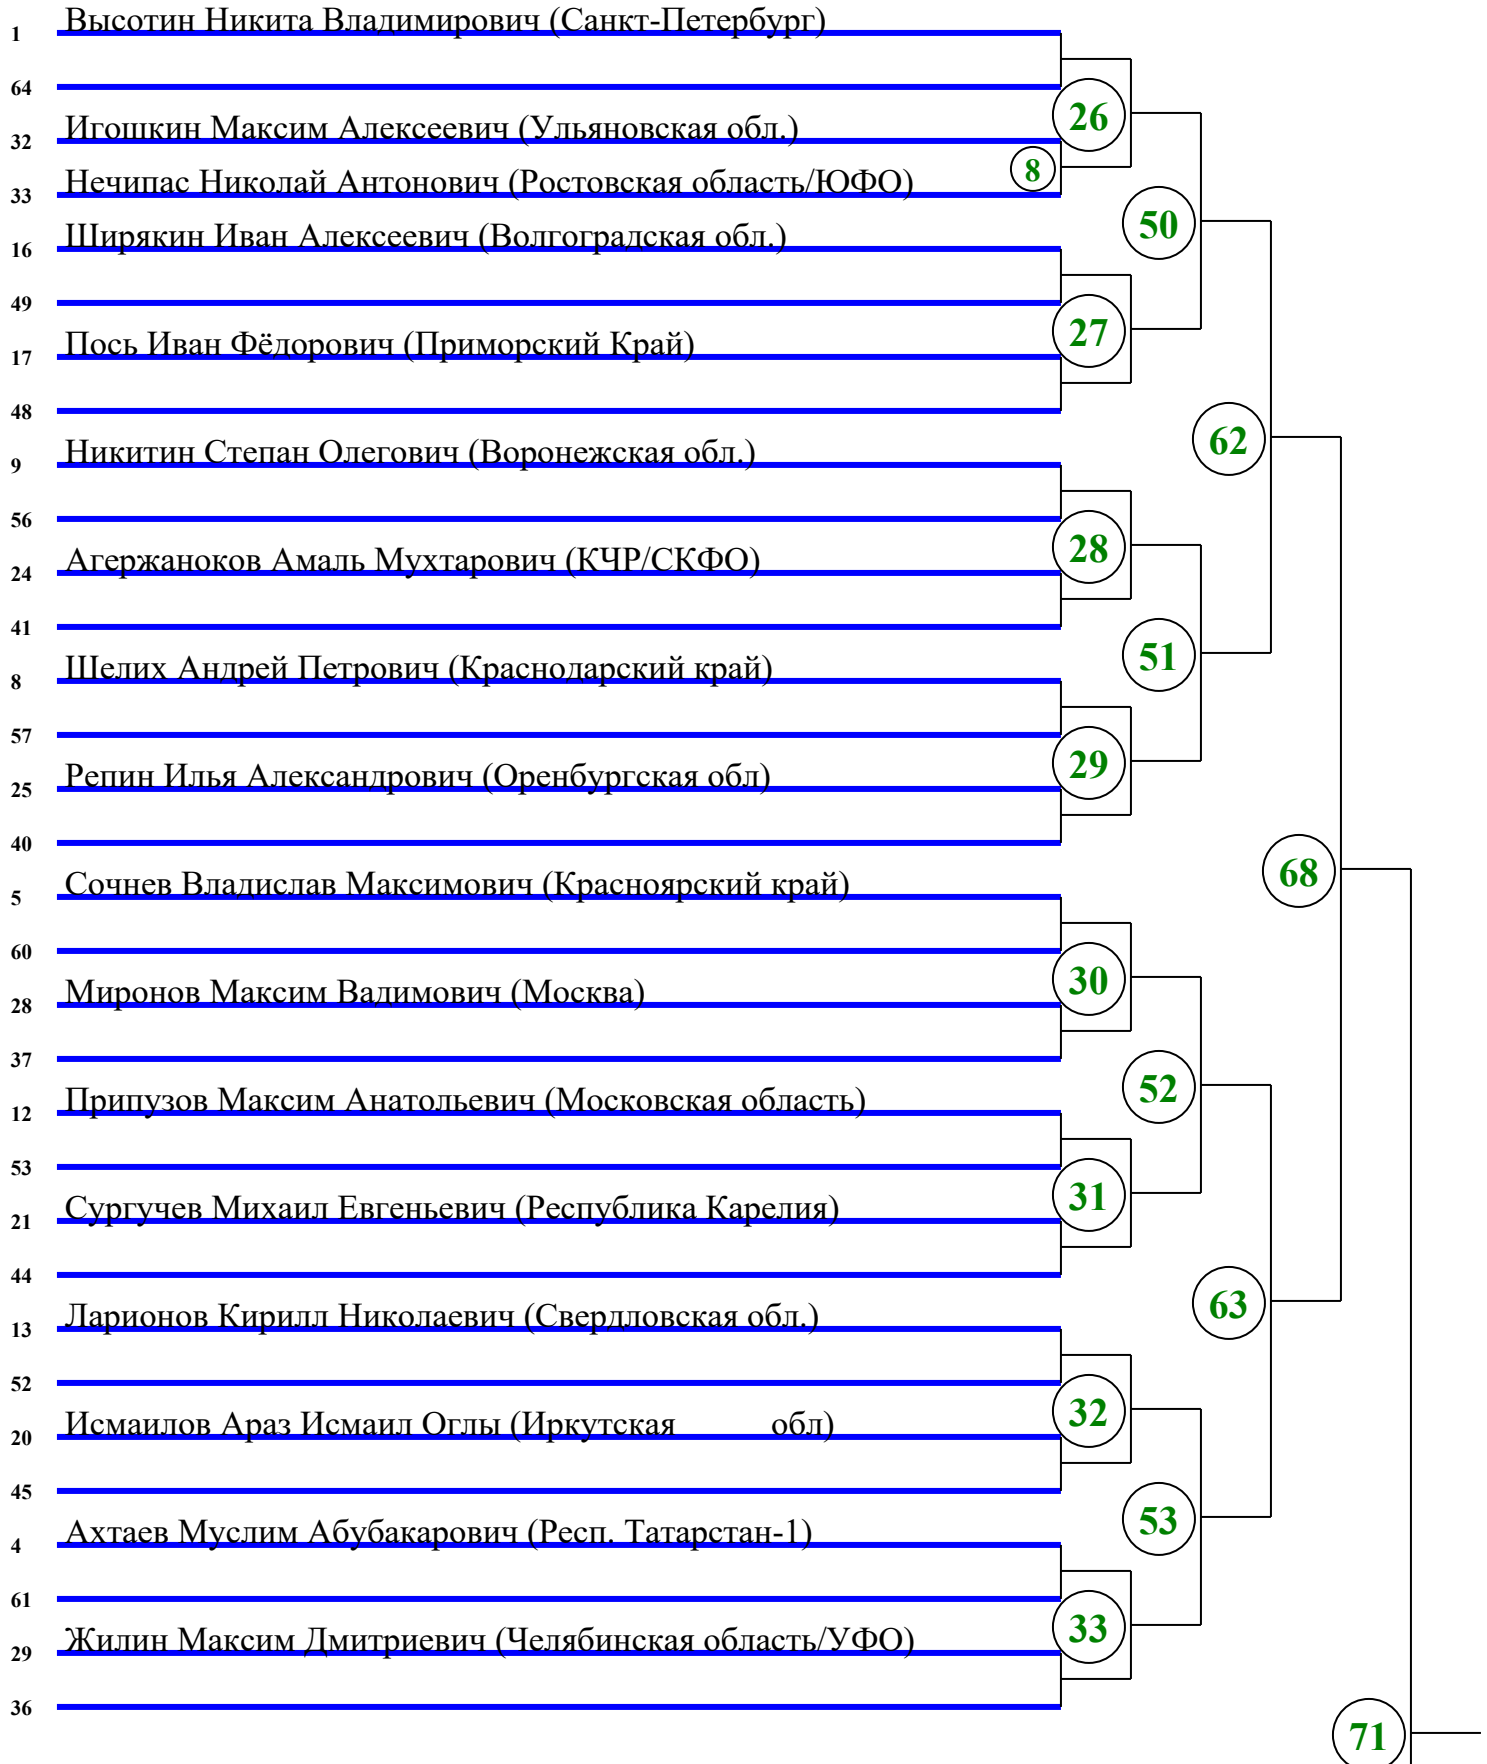 1 Высотин Никита Владимирович (Санкт-Петербург)
64
26
32 Игошкин Максим Алексеевич (Ульяновская обл.)
8
33 Нечипас Николай Антонович (Ростовская область/ЮФО)
50
16 Ширякин Иван Алексеевич (Волгоградская обл.)
49
27
17 Пось Иван Фёдорович (Приморский Край)
48
62
9 Никитин Степан Олегович (Воронежская обл.)
56
28
24 Агержаноков Амаль Мухтарович (КЧР/СКФО)
41
51
8 Шелих Андрей Петрович (Краснодарский край)
57
29
25 Репин Илья Александрович (Оренбургская обл)
40
68
5 Сочнев Владислав Максимович (Красноярский край)
60
30
28 Миронов Максим Вадимович (Москва)
37
52
12 Припузов Максим Анатольевич (Московская область)
53
31
21 Сургучев Михаил Евгеньевич (Республика Карелия)
44
63
13 Ларионов Кирилл Николаевич (Свердловская обл.)
52
32
20 Исмаилов Араз Исмаил Оглы (Иркутская обл)
45
53
4 Ахтаев Муслим Абубакарович (Респ. Татарстан-1)
61
33
29 Жилин Максим Дмитриевич (Челябинская область/УФО)
36
71